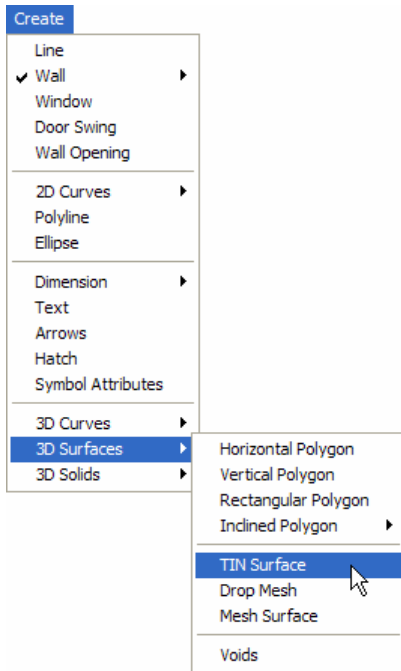 Create
Line
Wall
Window
Door Swing
Wall Opening
2D Curves
Polyline
Ellipse
Dimension
Text
Arrows
Hatch
Symbol Attributes
3D Curves
3D Surfaces
3D Solids
Horizontal Polygon
Vertical Polygon
Rectangular Polygon
Inclined Polygon
TIN Surface
Drop Mesh
Mesh Surface
Voids